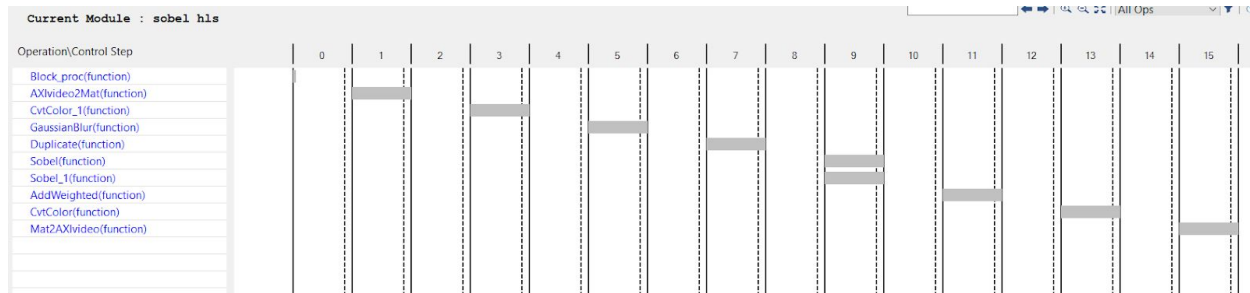 Current Module : sobel hls
All Ops
Operation\Control Step
0 1 2 3 4 5 6 7 8 9 10 11 12 13 14 15
Block_proc(function)
AXIvideo2Mat(function)
CvtColor_1(function)
GaussianBlur(function)
Duplicate(function)
Sobel(function)
Sobel_1(function)
AddWeighted(function)
CvtColor(function)
Mat2AXIvideo(function)